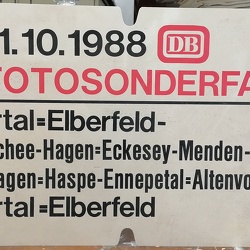 1.10.1988 DB
FOTOSONDERFA
rtal=Elberfeld-
chee-Hagen=Eckesey-Menden-
agen=Haspe-Ennepetal=Altenvo
rtal=Elberfeld